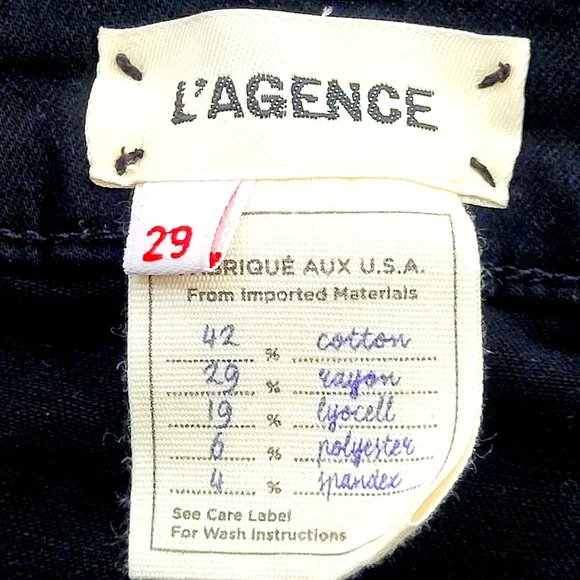 L'AGENCE
29
FABRIQUÉ AUX U.S.A.
From Imported Materials
42 % cotton
29 % rayon
19 % lyocell
6 % polyester
4 % spandex
See Care Label
For Wash Instructions